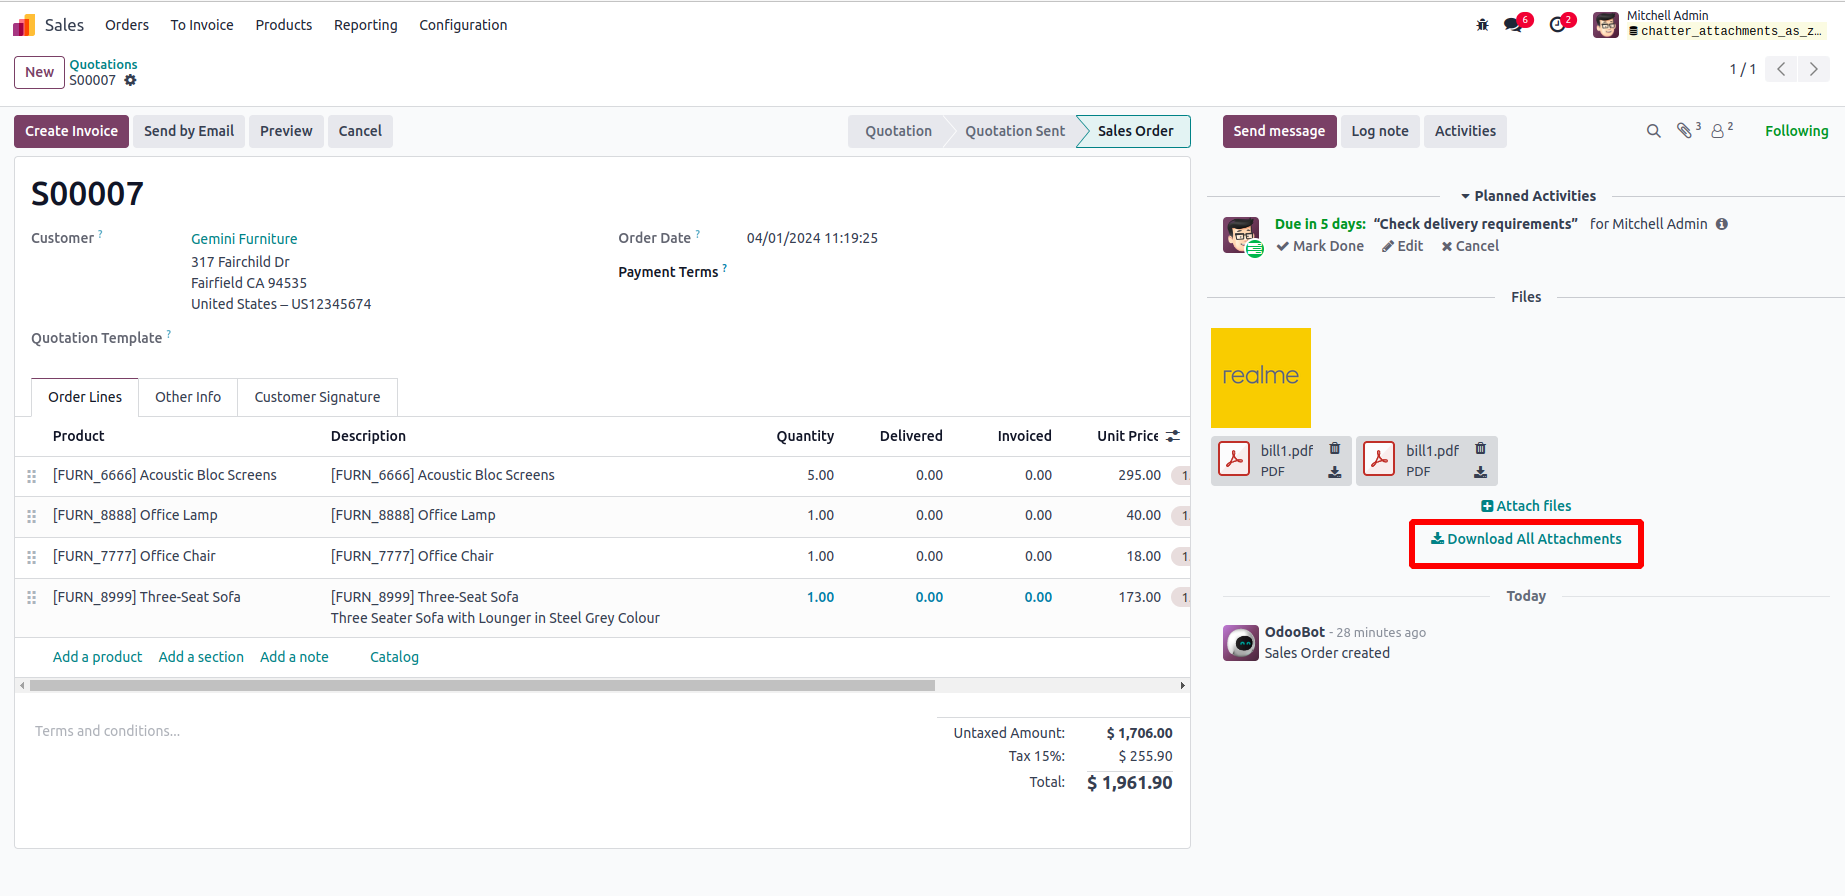 Sales Orders To Invoice Products Reporting Configuration 6 2 Mitchell Admin
chatter_attachments_as_z...
New Quotations
S00007
1 / 1
Create Invoice Send by Email Preview Cancel Quotation Quotation Sent Sales Order
Send message Log note Activities 3 2 Following
S00007
Customer ? Gemini Furniture
317 Fairchild Dr
Fairfield CA 94535
United States – US12345674
Order Date ? 04/01/2024 11:19:25
Payment Terms ?
Quotation Template ?
Order Lines Other Info Customer Signature
Product Description Quantity Delivered Invoiced Unit Price
[FURN_6666] Acoustic Bloc Screens [FURN_6666] Acoustic Bloc Screens 5.00 0.00 0.00 295.00 1
[FURN_8888] Office Lamp [FURN_8888] Office Lamp 1.00 0.00 0.00 40.00 1
[FURN_7777] Office Chair [FURN_7777] Office Chair 1.00 0.00 0.00 18.00 1
[FURN_8999] Three-Seat Sofa [FURN_8999] Three-Seat Sofa 1.00 0.00 0.00 173.00 1
Three Seater Sofa with Lounger in Steel Grey Colour
Add a product Add a section Add a note Catalog
Terms and conditions...
Untaxed Amount: $ 1,706.00
Tax 15%: $ 255.90
Total: $ 1,961.90
Planned Activities
Due in 5 days: “Check delivery requirements” for Mitchell Admin
Mark Done Edit Cancel
Files
realme
bill1.pdf
PDF
bill1.pdf
PDF
Attach files
Download All Attachments
Today
OdooBot - 28 minutes ago
Sales Order created